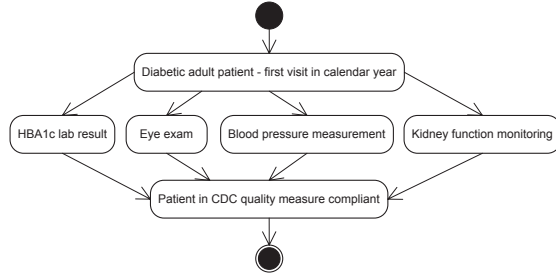 Diabetic adult patient - first visit in calendar year
HBA1c lab result
Eye exam
Blood pressure measurement
Kidney function monitoring
Patient in CDC quality measure compliant